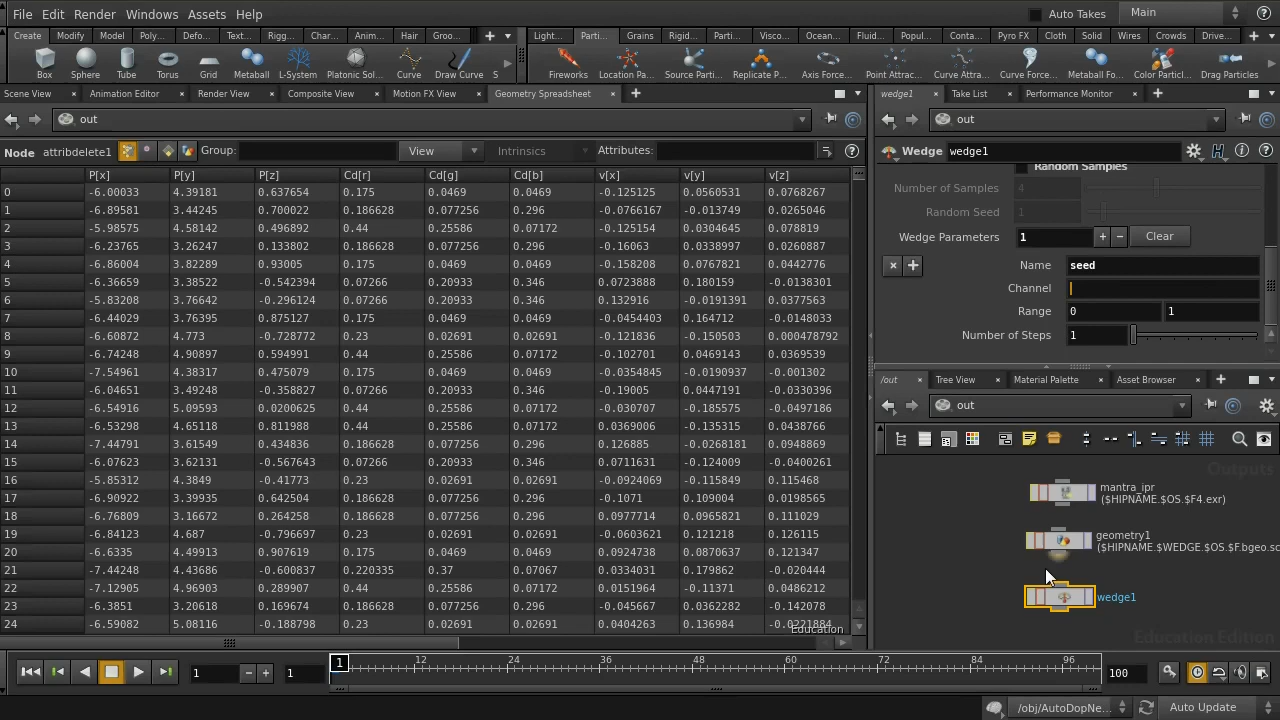 File Edit Render Windows Assets Help Auto Takes Main
Create Modify Model Poly... Defo... Text... Rigg... Char... Anim... Hair Groo... Light... Parti... Grains Rigid... Parti... Visco... Ocean... Fluid... Popul... Conta... Pyro FX Cloth Solid Wires Crowds Drive...
Box Sphere Tube Torus Grid Metaball L-System Platonic Sol... Curve Draw Curve S Fireworks Location Pa... Source Parti... Replicate P... Axis Force... Point Attrac... Curve Attra... Curve Force... Metaball Fo... Color Particl... Drag Particles
Scene View Animation Editor Render View Composite View Motion FX View Geometry Spreadsheet
out
Node attribdelete1 Group: View Intrinsics Attributes:
P[x] P[y] P[z] Cd[r] Cd[g] Cd[b] v[x] v[y] v[z]
0 -6.00033 4.39181 0.637654 0.175 0.0469 0.0469 -0.125125 0.0560531 0.0768267
1 -6.89581 3.44245 0.700022 0.186628 0.077256 0.296 -0.0766167 -0.013749 0.0265046
2 -5.98575 4.58142 0.496892 0.44 0.25586 0.07172 -0.125154 0.0304645 0.078819
3 -6.23765 3.26247 0.133802 0.186628 0.077256 0.296 -0.16063 0.0338997 0.0260887
4 -6.86004 3.82289 0.93005 0.175 0.0469 0.0469 -0.158208 0.0767821 0.0442776
5 -6.36659 3.38522 -0.542394 0.07266 0.20933 0.346 0.0723888 0.180159 -0.0138301
6 -5.83208 3.76642 -0.296124 0.07266 0.20933 0.346 0.132916 -0.0191391 0.0377563
7 -6.44029 3.76395 0.875127 0.175 0.0469 0.0469 -0.0454403 0.164712 -0.0148033
8 -6.60872 4.773 -0.728772 0.23 0.02691 0.02691 -0.121836 -0.150503 0.000478792
9 -6.74248 4.90897 0.594991 0.44 0.25586 0.07172 -0.102701 0.0469143 0.0369539
10 -7.54961 4.38317 0.475079 0.175 0.0469 0.0469 -0.0354845 -0.0190937 -0.001302
11 -6.04651 3.49248 -0.358827 0.07266 0.20933 0.346 -0.19005 0.0447191 -0.0330396
12 -6.54916 5.09593 0.0200625 0.44 0.25586 0.07172 -0.030707 -0.185575 -0.0497186
13 -6.53298 4.65118 0.811988 0.44 0.25586 0.07172 0.0369006 -0.135315 0.0438766
14 -7.44791 3.61549 0.434836 0.186628 0.077256 0.296 0.126885 -0.0268181 0.0948869
15 -6.07623 3.62131 -0.567643 0.07266 0.20933 0.346 0.0711631 -0.124009 -0.0400261
16 -5.85312 4.3849 -0.41773 0.23 0.02691 0.02691 -0.0924069 -0.115849 0.115468
17 -6.90922 3.39935 0.642504 0.186628 0.077256 0.296 -0.1071 0.109004 0.0198565
18 -6.76809 3.16672 0.264258 0.186628 0.077256 0.296 0.0977714 0.0965821 0.111029
19 -6.84123 4.687 -0.796697 0.23 0.02691 0.02691 -0.0603621 0.121218 0.126115
20 -6.6335 4.49913 0.907619 0.175 0.0469 0.0469 0.0924738 0.0870637 0.121347
21 -7.44248 4.43686 -0.600837 0.220335 0.37 0.07067 0.0334031 0.179862 -0.020444
22 -7.12905 4.96903 0.289907 0.44 0.25586 0.07172 0.0151964 -0.11371 0.0486212
23 -6.3851 3.20618 0.169674 0.186628 0.077256 0.296 -0.045667 0.0362282 -0.142078
24 -6.59082 5.08116 -0.188798 0.23 0.02691 0.02691 0.0404263 0.136984 -0.0221884
Education
wedge1 Take List Performance Monitor
out
Wedge wedge1
Random Samples
Number of Samples 4
Random Seed 1
Wedge Parameters 1 Clear
Name seed
Channel
Range 0 1
Number of Steps 1
/out Tree View Material Palette Asset Browser
out
Outputs
mantra_ipr
($HIPNAME.$OS.$F4.exr)
geometry1
($HIPNAME.$WEDGE.$OS.$F.bgeo.sc
wedge1
Education Edition
1 1 1 12 24 36 48 60 72 84 96 100
/obj/AutoDopNe... Auto Update